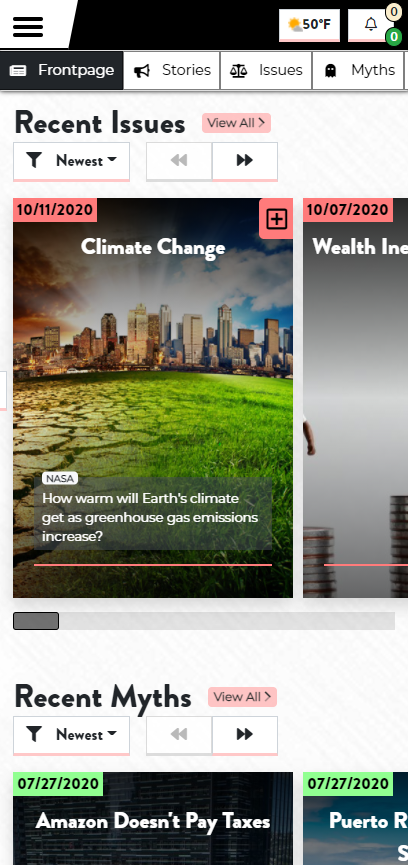 50°F
0
0
Frontpage
Stories
Issues
Myths
Recent Issues
View All
Newest
10/11/2020
10/07/2020
Climate Change
Wealth Ine
NASA
How warm will Earth's climate
get as greenhouse gas emissions
increase?
Recent Myths
View All
Newest
07/27/2020
07/27/2020
Amazon Doesn't Pay Taxes
Puerto R
S